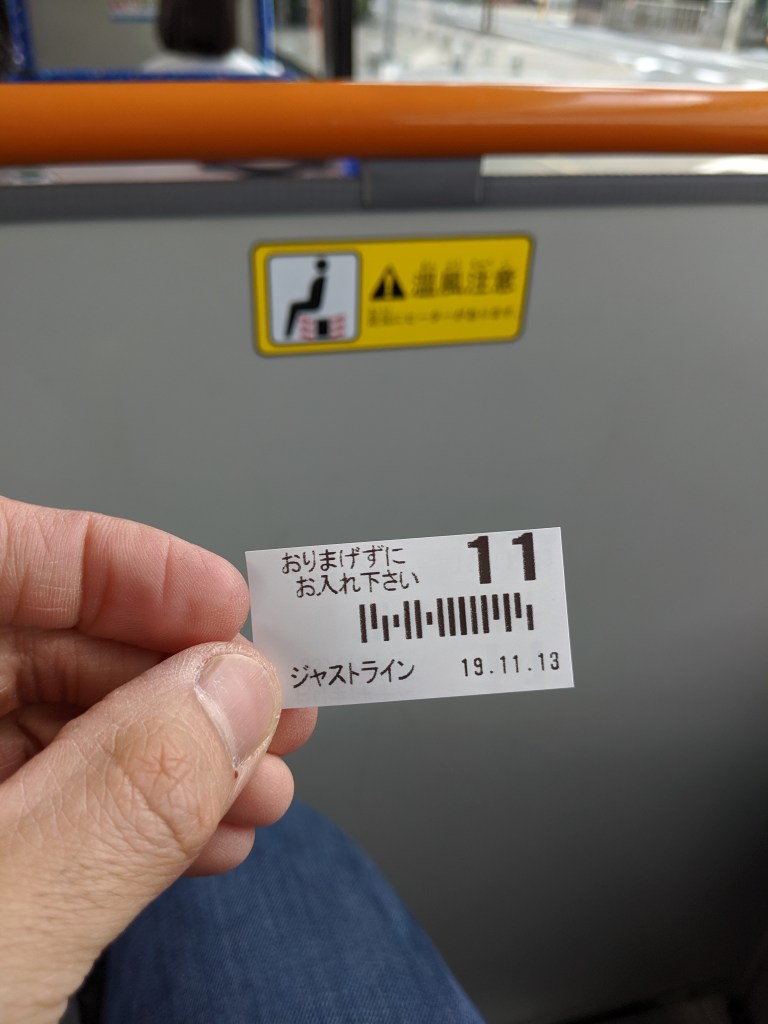 温風注意
おりまげずに
お入れ下さい
11
ジャストライン
19.11.13